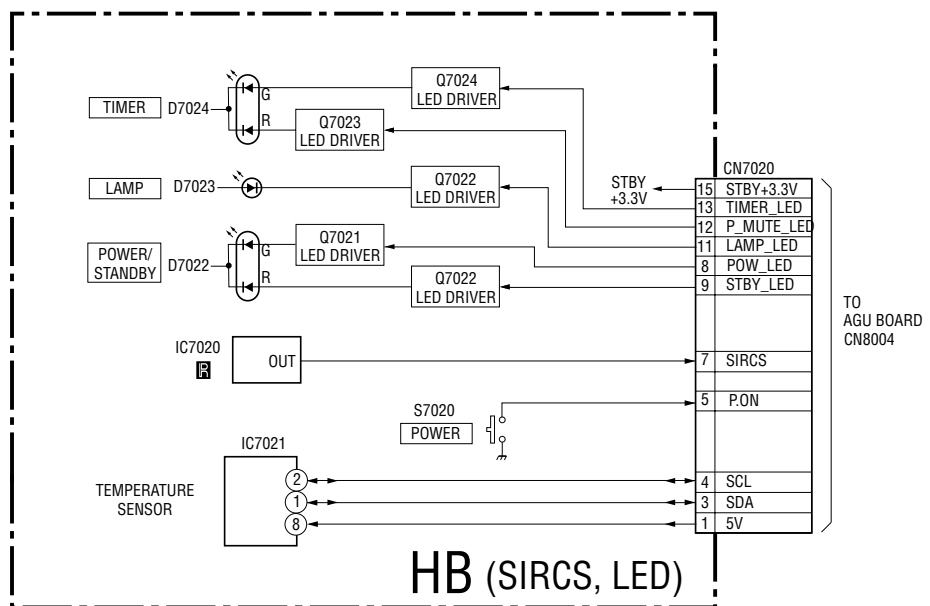 Q7024
LED DRIVER
G
TIMER
D7024
R
Q7023
LED DRIVER
CN7020
Q7022
LED DRIVER
STBY
+3.3V
15 STBY+3.3V
LAMP
D7023
13 TIMER_LED
12 P_MUTE_LED
Q7021
LED DRIVER
11 LAMP_LED
POWER/
STANDBY
D7022
G
R
8 POW_LED
Q7022
LED DRIVER
9 STBY_LED
TO
AGU BOARD
CN8004
IC7020
R
OUT
7 SIRCS
S7020
POWER
5 P.ON
IC7021
TEMPERATURE
SENSOR
2
4 SCL
1
3 SDA
8
1 5V
HB (SIRCS, LED)